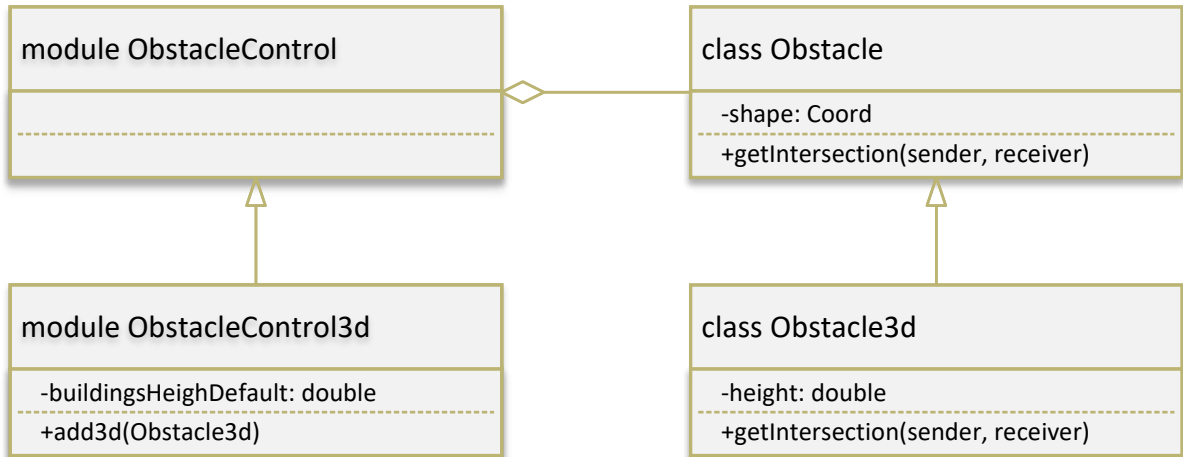 module ObstacleControl
class Obstacle
-shape: Coord
+getIntersection(sender, receiver)
module ObstacleControl3d
-buildingsHeighDefault: double
+add3d(Obstacle3d)
class Obstacle3d
-height: double
+getIntersection(sender, receiver)